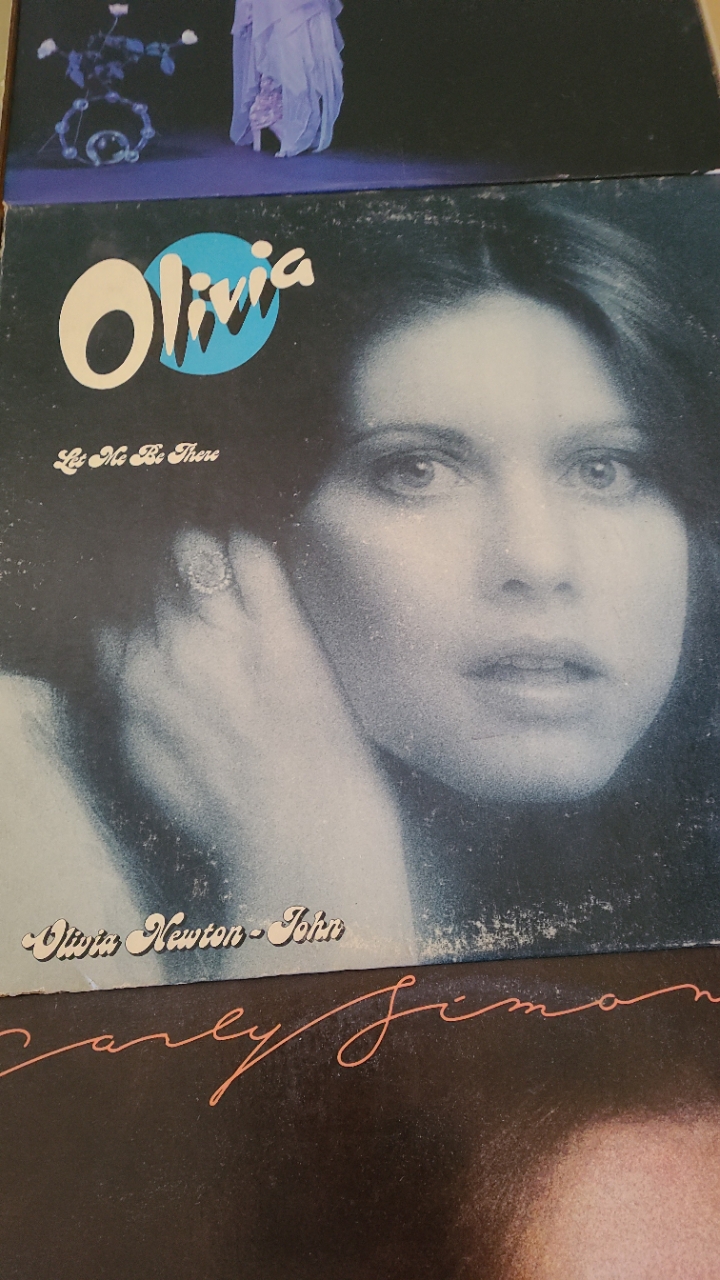 Olivia
Let Me Be There
Olivia Newton-John
Carly Simon